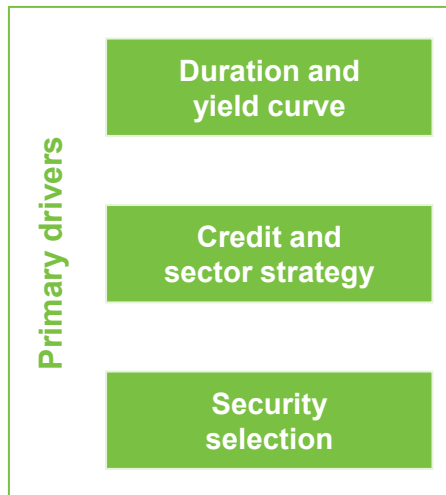 Primary drivers
Duration and
yield curve
Credit and
sector strategy
Security
selection